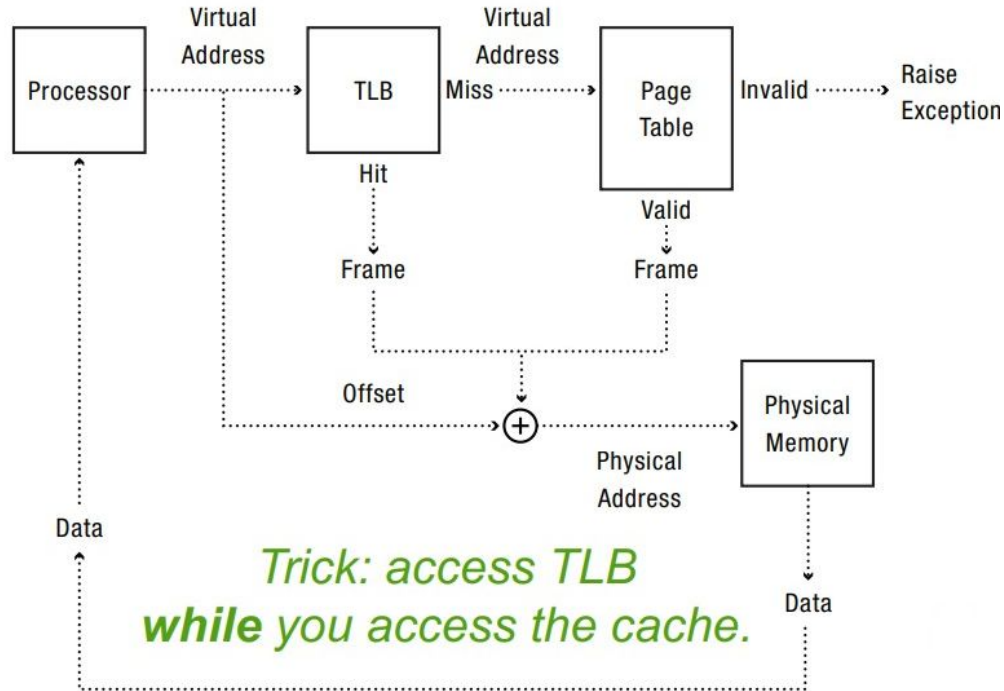 Virtual
Address
Virtual
Address
Processor
TLB
Miss
Page
Table
Invalid
Raise
Exception
Hit
Valid
Frame
Frame
Offset
+
Physical
Memory
Physical
Address
Data
Trick: access TLB
while you access the cache.
Data